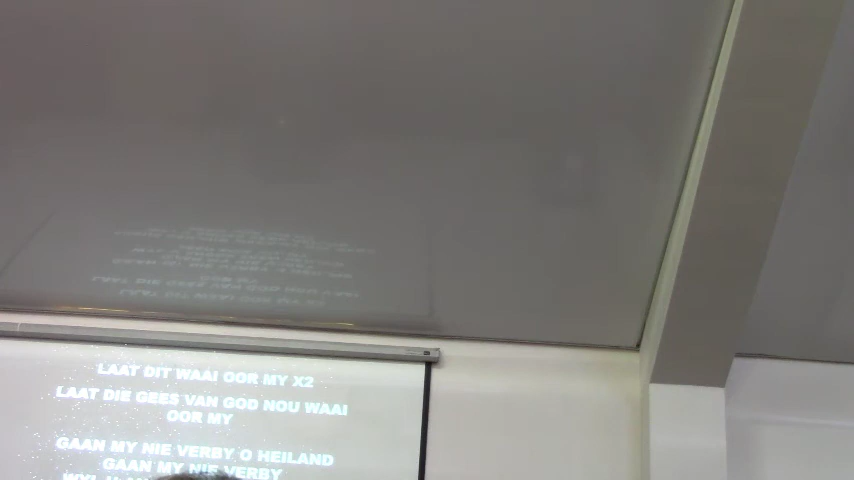 LAAT DIT WAAI OOR MY X2
LAAT DIE GEES VAN GOD NOU WAAI
OOR MY
GAAN MY NIE VERBY O HEILAND
GAAN MY NIE VERBY